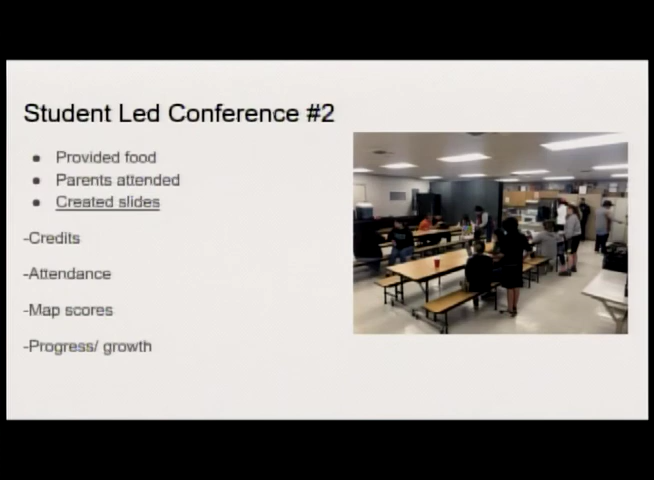 Student Led Conference #2
● Provided food
● Parents attended
● Created slides
-Credits
-Attendance
-Map scores
-Progress/ growth